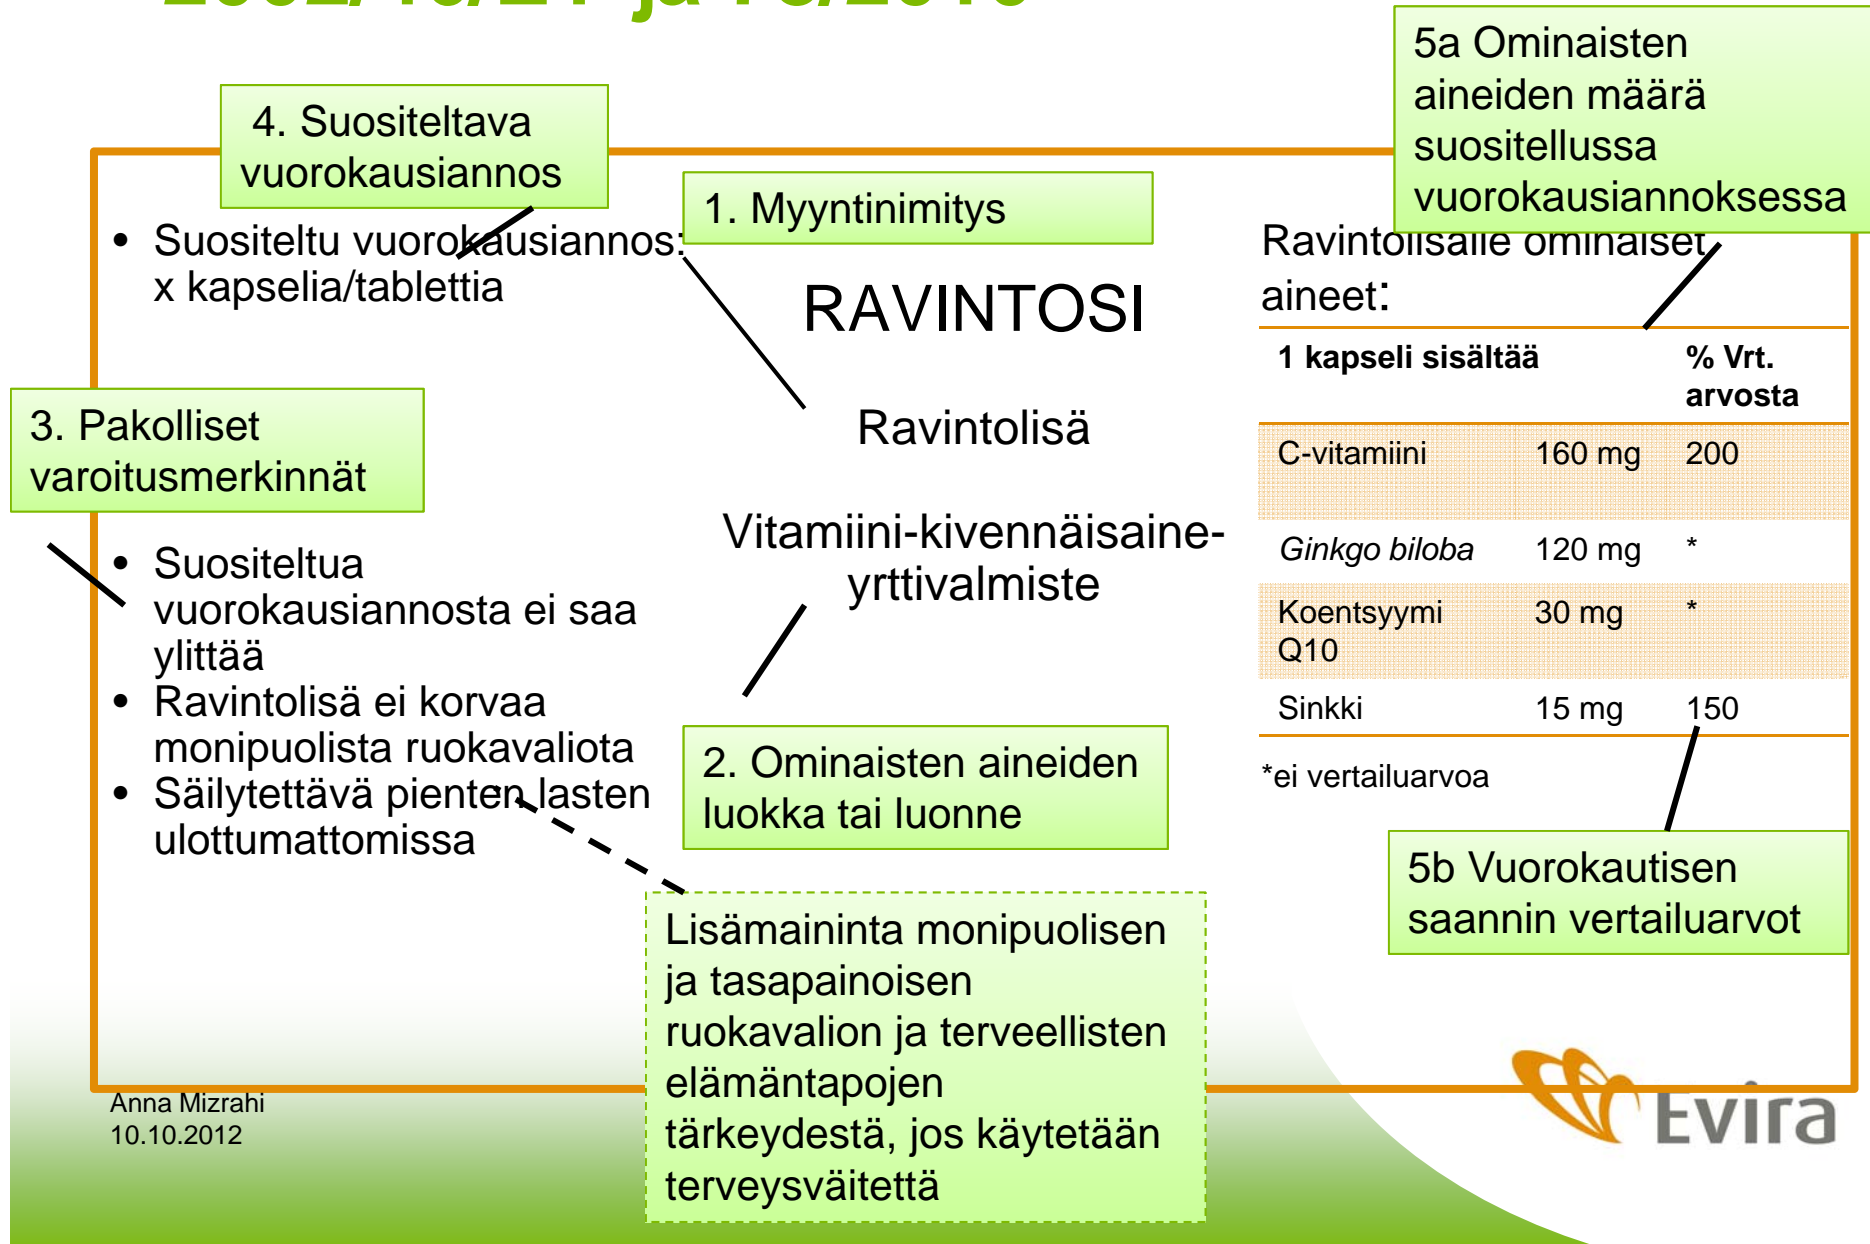 4. Suositeltava
vuorokausiannos
• Suositeltu vuorokausiannos:
x kapselia/tablettia
3. Pakolliset
varoitusmerkinnät
• Suositeltua
vuorokausiannosta ei saa
ylittää
• Ravintolisä ei korvaa
monipuolista ruokavaliota
• Säilytettävä pienten lasten
ulottumattomissa
1. Myyntinimitys
RAVINTOSI
Ravintolisä
Vitamiini-kivennäisaine-
yrttivalmiste
2. Ominaisten aineiden
luokka tai luonne
Lisämaininta monipuolisen
ja tasapainoisen
ruokavalion ja terveellisten
elämäntapojen
tärkeydestä, jos käytetään
terveysväitettä
5a Ominaisten
aineiden määrä
suositellussa
vuorokausiannoksessa
Ravintolisälle ominaiset
aineet:
1 kapseli sisältää % Vrt.
arvosta
C-vitamiini 160 mg 200
Ginkgo biloba 120 mg *
Koentsyymi 30 mg *
Q10
Sinkki 15 mg 150
*ei vertailuarvoa
5b Vuorokautisen
saannin vertailuarvot
Anna Mizrahi
10.10.2012
Evira